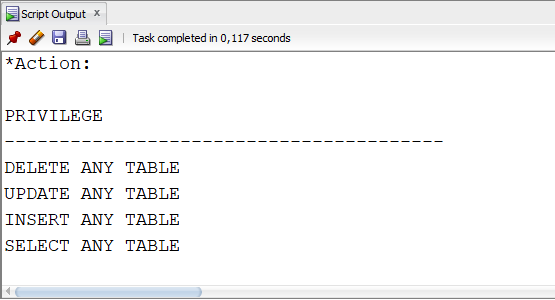 Script Output x
Task completed in 0,117 seconds
*Action:
PRIVILEGE
----------------------------------------
DELETE ANY TABLE
UPDATE ANY TABLE
INSERT ANY TABLE
SELECT ANY TABLE